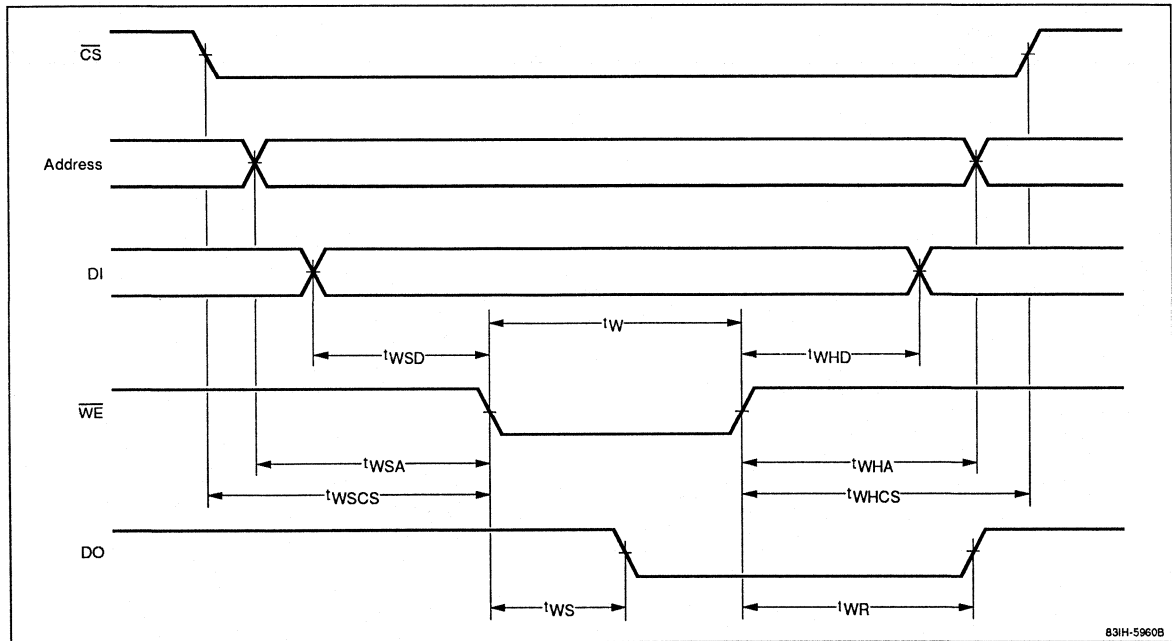 CS
Address
DI
tW
tWSD
tWHD
WE
tWSA
tWHA
tWSCS
tWHCS
DO
tWS
tWR
83IH-5960B